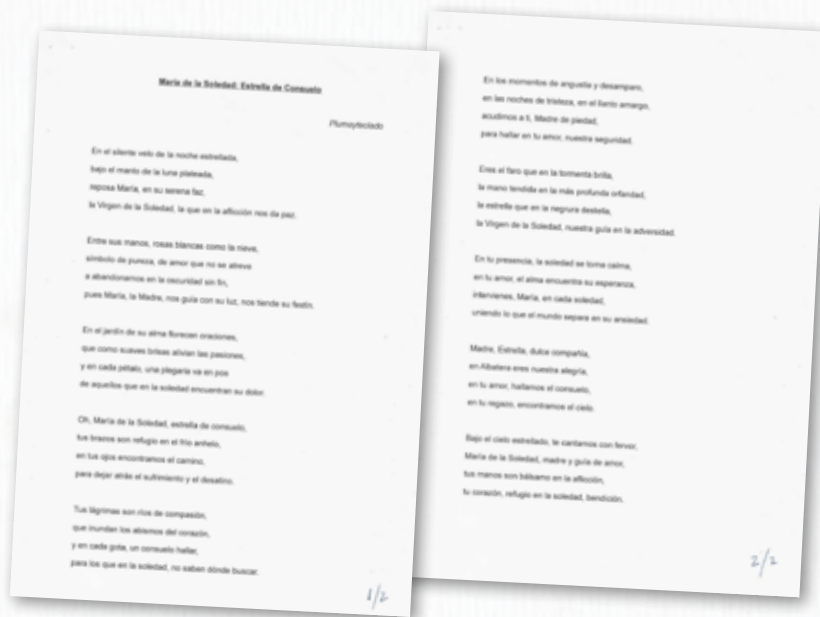 María de la Soledad, Estrella de Consuelo
Plumayteclado
En el silente velo de la noche estrellada,
bajo el manto de la luna plateada,
reposa María, en su serena faz,
la Virgen de la Soledad, la que en la aflicción nos da paz.
Entre sus manos, rosas blancas como la nieve,
símbolo de pureza, de amor que no se atreve
a abandonarnos en la oscuridad sin fin,
pues María, la Madre, nos guía con su luz, nos tiende su festín.
En el jardín de su alma florecen oraciones,
que como suaves brisas alivian las pasiones,
y en cada pétalo, una plegaria va en pos
de aquellos que en la soledad encuentran su dolor.
Oh, María de la Soledad, estrella de consuelo,
tus brazos son refugio en el frío anhelo,
en tus ojos encontramos el camino,
para dejar atrás el sufrimiento y el desatino.
Tus lágrimas son ríos de compasión,
que inundan los abismos del corazón,
y en cada gota, un consuelo hallar,
para los que en la soledad, no saben dónde buscar.
1/2
En los momentos de angustia y desamparo,
en las noches de tristeza, en el llanto amargo,
acudimos a ti, Madre de piedad,
para hallar en tu amor, nuestra seguridad.
Eres el faro que en la tormenta brilla,
la mano tendida en la más profunda orfandad,
la estrella que en la negrura destella,
la Virgen de la Soledad, nuestra guía en la adversidad.
En tu presencia, la soledad se torna calma,
en tu amor, el alma encuentra su esperanza,
intervienes, María, en cada soledad,
uniendo lo que el mundo separa en su ansiedad.
Madre, Estrella, dulce compañía,
en Albatera eres nuestra alegría,
en tu amor, hallamos el consuelo,
en tu regazo, encontramos el cielo.
Bajo el cielo estrellado, te cantamos con fervor,
María de la Soledad, madre y guía de amor,
tus manos son bálsamo en la aflicción,
tu corazón, refugio en la soledad, bendición.
2/2